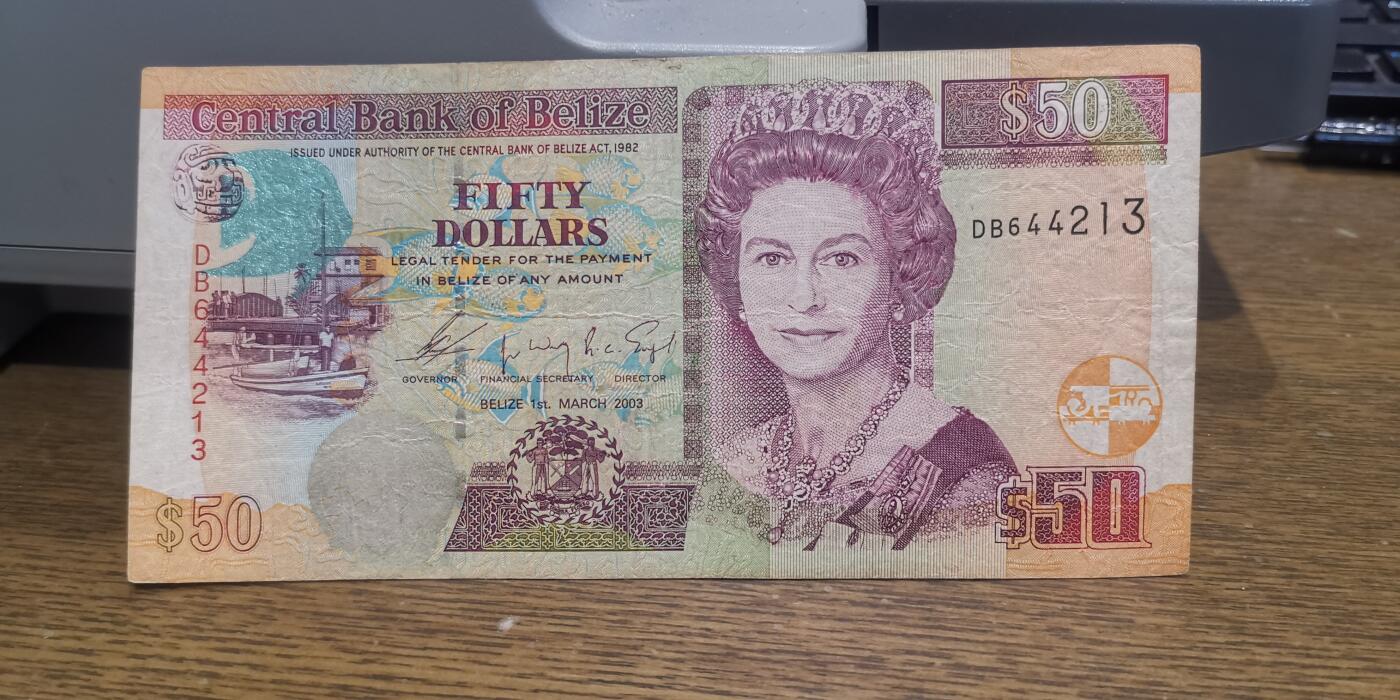 Central Bank of Belize
$50
ISSUED UNDER AUTHORITY OF THE CENTRAL BANK OF BELIZE ACT, 1982
FIFTY
DOLLARS
LEGAL TENDER FOR THE PAYMENT
IN BELIZE OF ANY AMOUNT
DB644213
DB644213
GOVERNOR FINANCIAL SECRETARY DIRECTOR
BELIZE 1st. MARCH 2003
$50
$50